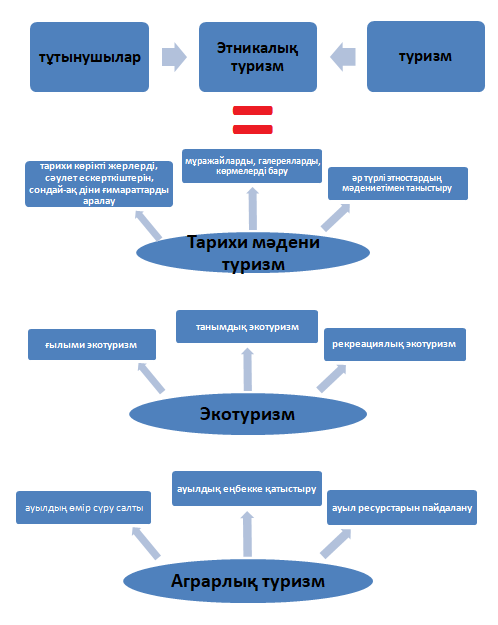 тұтынушылар
Этникалық
туризм
туризм
тарихи көрікті жерлерді,
сәулет ескерткіштерін,
сондай-ақ діни ғимараттарды
аралау
мұражайларды, галереяларды,
көрмелерді бару
әр түрлі этностардың
мәдениетімен таныстыру
Тарихи мәдени
туризм
ғылыми экотуризм
танымдық экотуризм
рекреациялық экотуризм
Экотуризм
ауылдың өмір сүру салты
ауылдық еңбекке қатыстыру
ауыл ресурстарын пайдалану
Аграрлық туризм